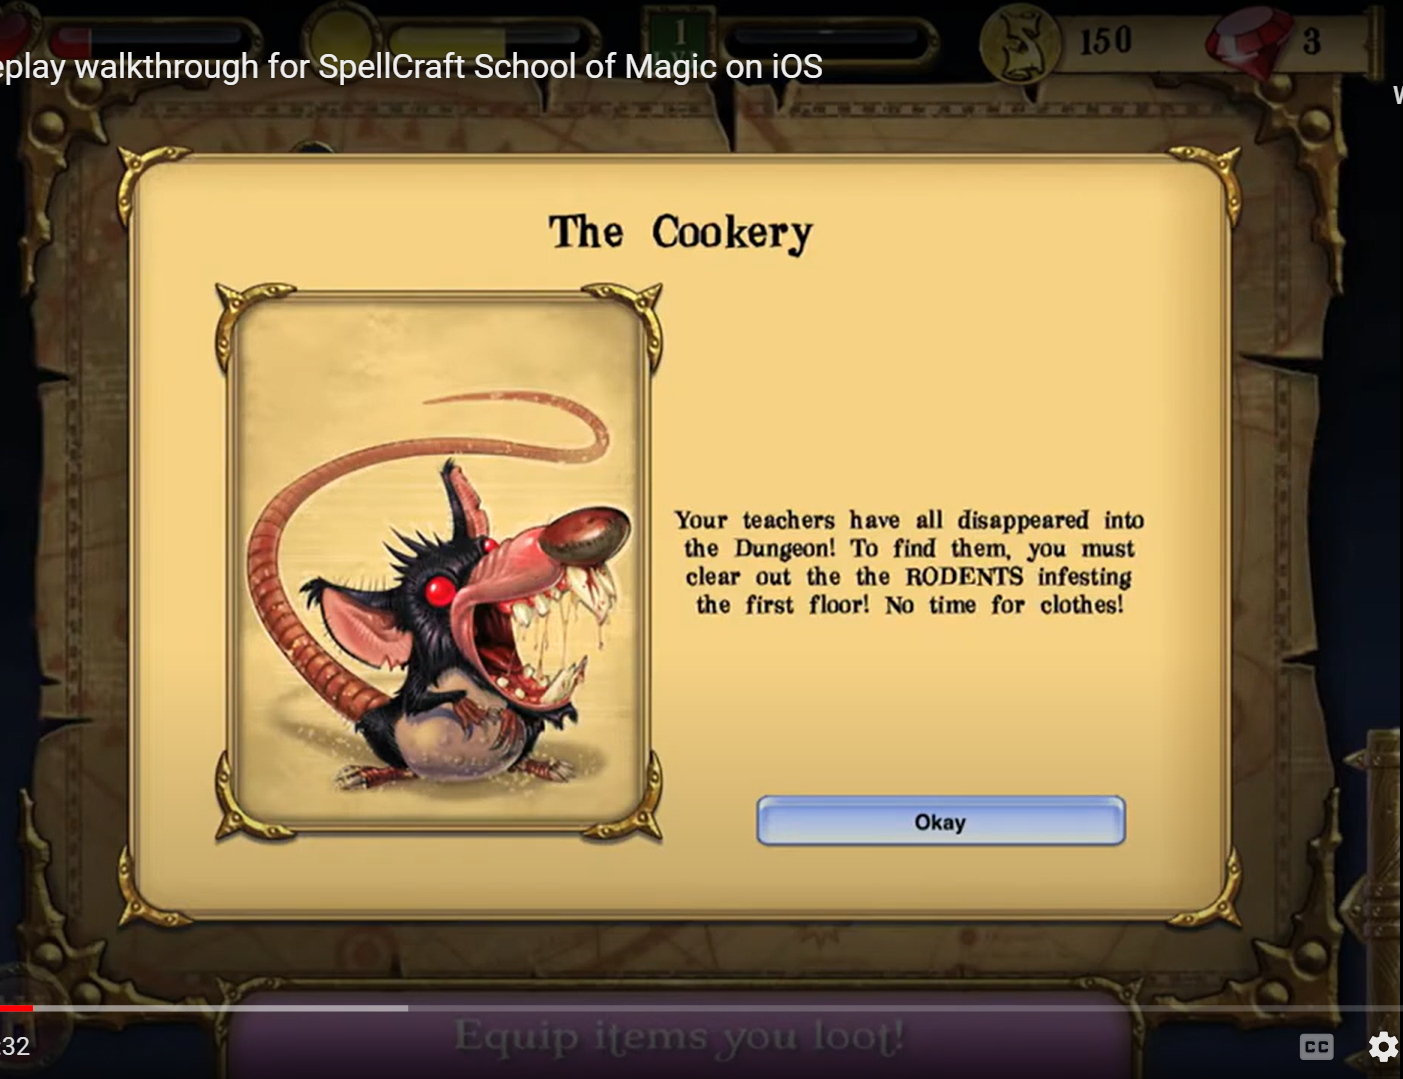 1
150
3
eplay walkthrough for SpellCraft School of Magic on iOS
The Cookery
Your teachers have all disappeared into
the Dungeon! To find them, you must
clear out the the RODENTS infesting
the first floor! No time for clothes!
Okay
Equip items you loot!
:32
CC